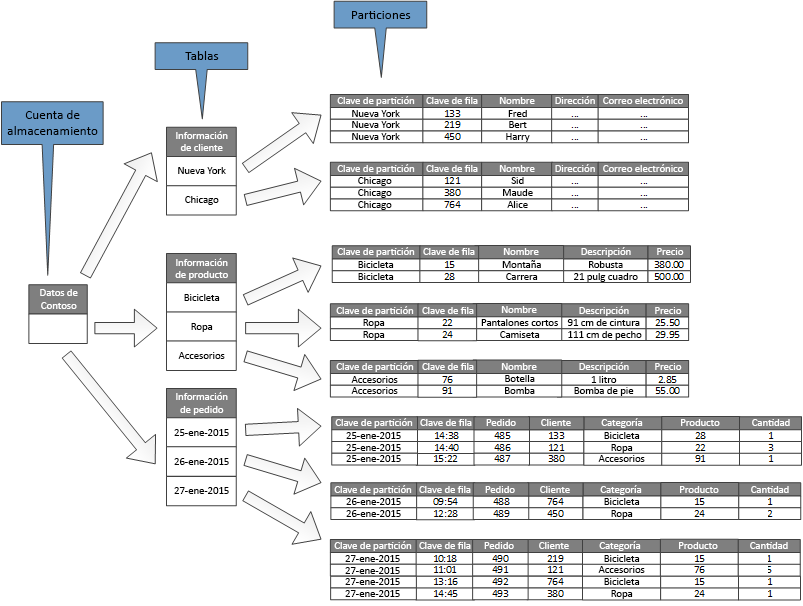 Particiones
Tablas
Cuenta de
almacenamiento
Datos de
Contoso
Información
de cliente
Nueva York
Chicago
Información
de producto
Bicicleta
Ropa
Accesorios
Información
de pedido
25-ene-2015
26-ene-2015
27-ene-2015
Clave de partición Clave de fila Nombre Dirección Correo electrónico
Nueva York 133 Fred ... ...
Nueva York 219 Bert ... ...
Nueva York 450 Harry ... ...
Clave de partición Clave de fila Nombre Dirección Correo electrónico
Chicago 121 Sid ... ...
Chicago 380 Maude ... ...
Chicago 764 Alice ... ...
Clave de partición Clave de fila Nombre Descripción Precio
Bicicleta 15 Montaña Robusta 380.00
Bicicleta 28 Carrera 21 pulg cuadro 500.00
Clave de partición Clave de fila Nombre Descripción Precio
Ropa 22 Pantalones cortos 91 cm de cintura 25.50
Ropa 24 Camiseta 111 cm de pecho 29.95
Clave de partición Clave de fila Nombre Descripción Precio
Accesorios 76 Botella 1 litro 2.85
Accesorios 91 Bomba Bomba de pie 55.00
Clave de partición Clave de fila Pedido Cliente Categoría Producto Cantidad
25-ene-2015 14:38 485 133 Bicicleta 28 1
25-ene-2015 14:40 486 121 Ropa 22 3
25-ene-2015 15:22 487 380 Accesorios 91 1
Clave de partición Clave de fila Pedido Cliente Categoría Producto Cantidad
26-ene-2015 09:54 488 764 Bicicleta 15 1
26-ene-2015 12:28 489 450 Ropa 24 2
Clave de partición Clave de fila Pedido Cliente Categoría Producto Cantidad
27-ene-2015 10:18 490 219 Bicicleta 15 1
27-ene-2015 11:01 491 121 Accesorios 76 5
27-ene-2015 13:16 492 764 Bicicleta 15 1
27-ene-2015 14:45 493 380 Ropa 24 1